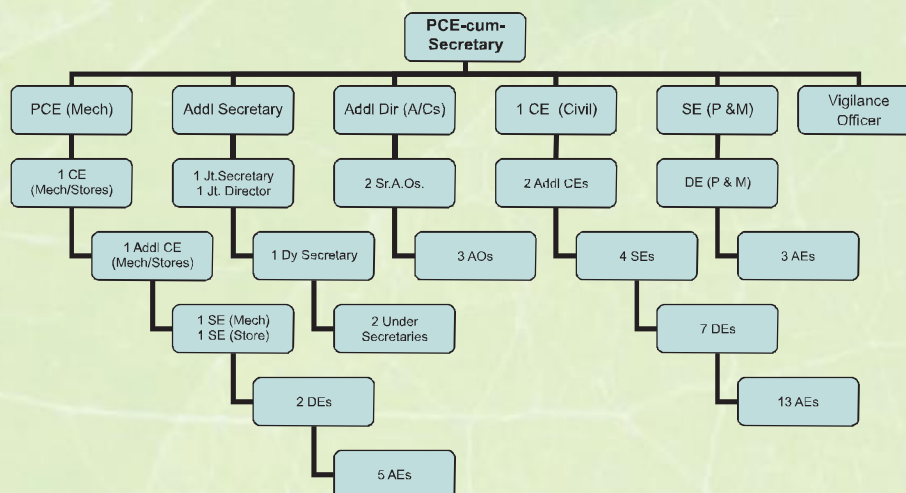 PCE-cum-
Secretary
PCE (Mech)
Addl Secretary
Addl Dir (A/Cs)
1 CE (Civil)
SE (P &M)
Vigilance
Officer
1 CE
(Mech/Stores)
1 Jt.Secretary
1 Jt. Director
2 Sr.A.Os.
2 Addl CEs
DE (P & M)
1 Addl CE
(Mech/Stores)
1 Dy Secretary
3 AOs
4 SEs
3 AEs
1 SE (Mech)
1 SE (Store)
2 Under
Secretaries
7 DEs
2 DEs
13 AEs
5 AEs